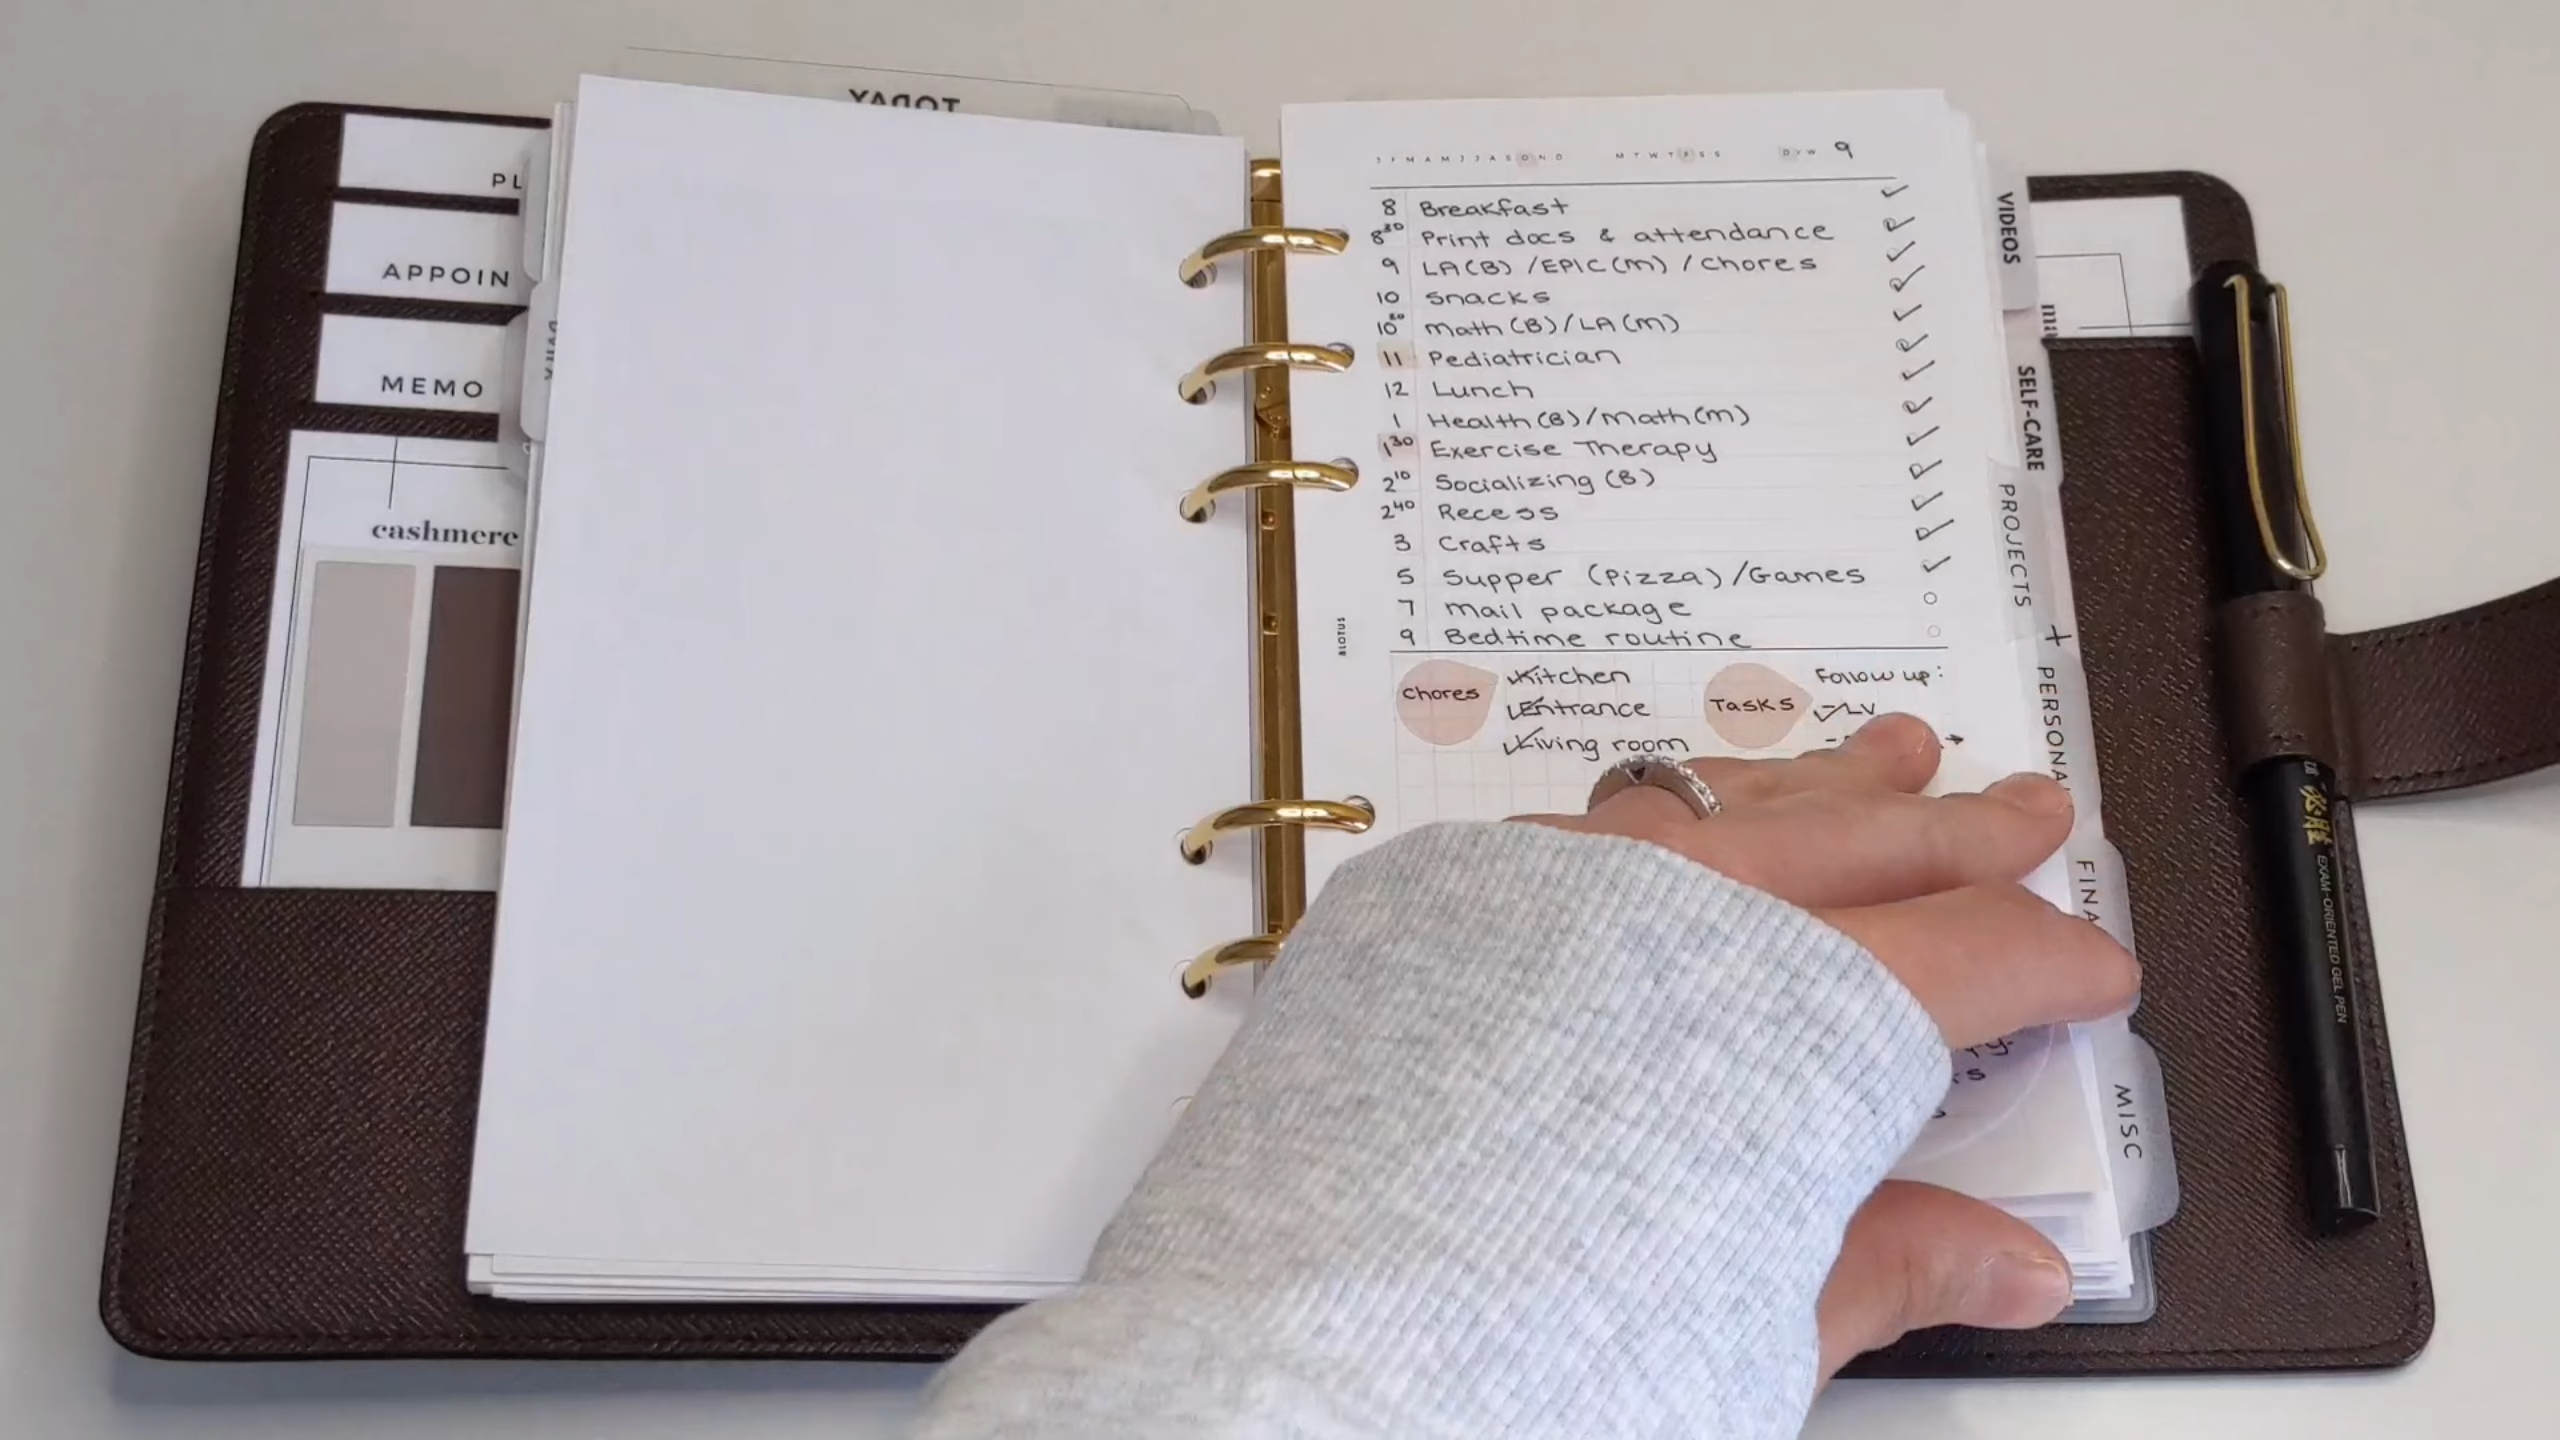 TODAY
PL
APPOIN
MEMO
cashmere
J F M A M J J A S O N D M T W T F S S D Y W 9
8 Breakfast
8³⁰ Print docs & attendance
9 LA(B) /EPIC(M) /Chores
10 Snacks
10²⁰ Math(B)/LA(M)
11 Pediatrician
12 Lunch
1 Health(B)/Math(M)
1³⁰ Exercise Therapy
2¹⁰ Socializing (B)
2⁴⁰ Recess
3 Crafts
5 Supper (Pizza)/Games
7 mail package
9 Bedtime routine
Chores
Kitchen
Entrance
Living room
Tasks
Follow up:
-LV
VIDEOS
ma
SELF-CARE
PROJECTS
+ PERSONAL
FINA
MISC
EXAM-ORIENTED GEL PEN